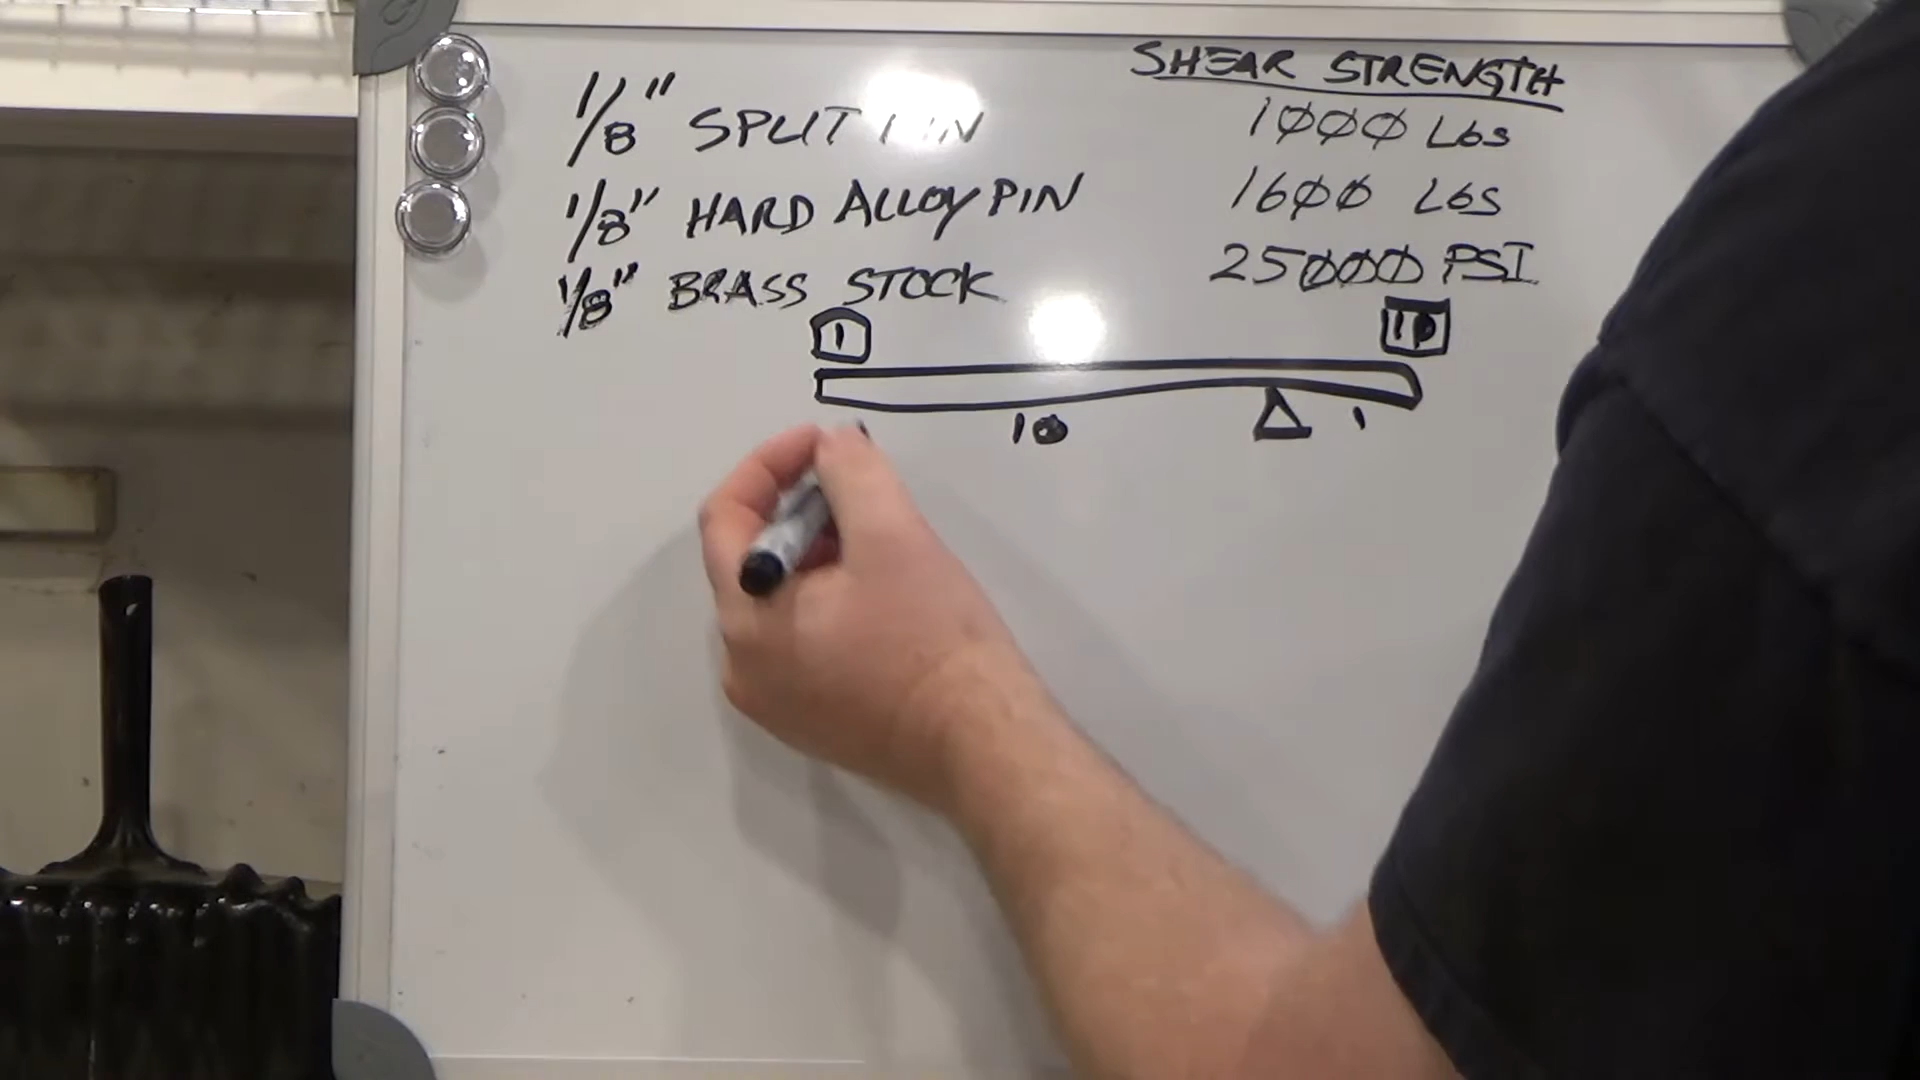 SHEAR STRENGTH
1/8" SPLIT PIN 1000 Lbs
1/8" HARD ALLOY PIN 1600 Lbs
1/8" BRASS STOCK 25000 PSI
1 10
10 1